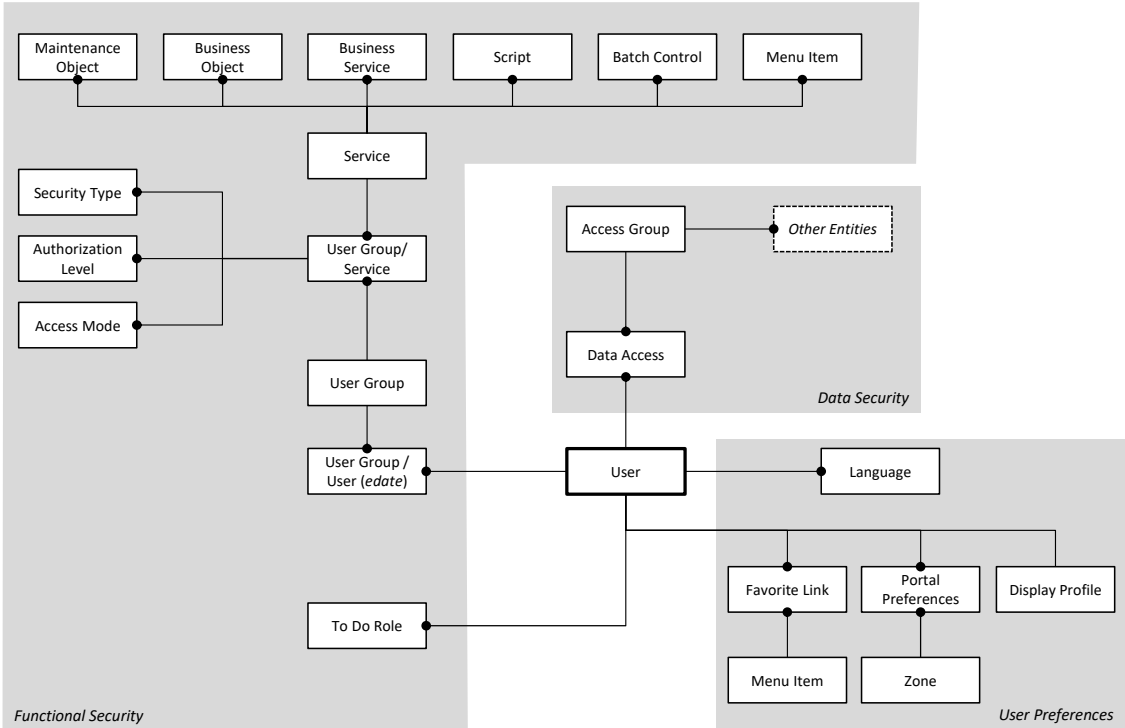 Maintenance
Object
Business
Object
Business
Service
Script
Batch Control
Menu Item
Service
Security Type
Authorization
Level
Access Mode
User Group/
Service
User Group
User Group /
User (edate)
To Do Role
Functional Security
Access Group
Other Entities
Data Access
Data Security
User
Language
Favorite Link
Portal
Preferences
Display Profile
Menu Item
Zone
User Preferences